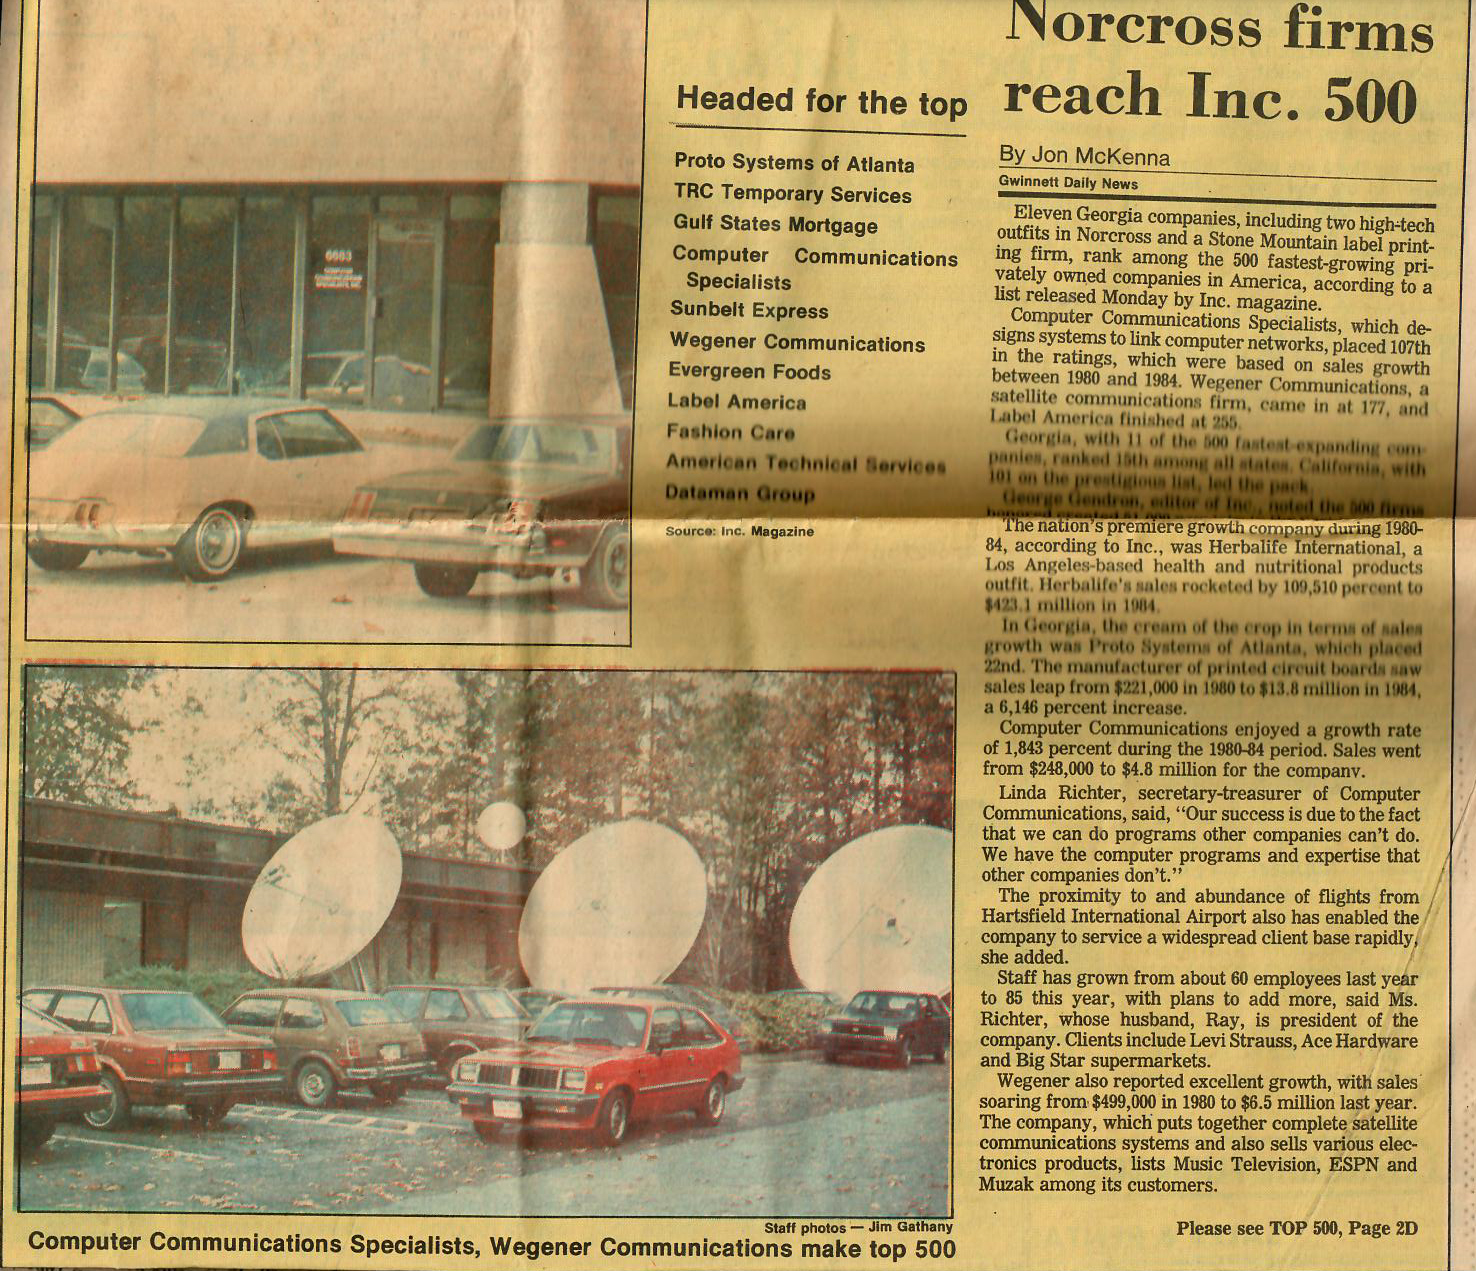 Norcross firms
reach Inc. 500
By Jon McKenna
Gwinnett Daily News
Eleven Georgia companies, including two high-tech
outfits in Norcross and a Stone Mountain label print-
ing firm, rank among the 500 fastest-growing pri-
vately owned companies in America, according to a
list released Monday by Inc. magazine.
Computer Communications Specialists, which de-
signs systems to link computer networks, placed 107th
in the ratings, which were based on sales growth
between 1980 and 1984. Wegener Communications, a
satellite communications firm, came in at 177, and
Label America finished at 255.
Georgia, with 11 of the 500 fastest expanding com-
panies, ranked 15th among all states. California, with
101 on the prestigious list, led the pack.
George Gendron, editor of Inc., noted the 500 firms
The nation's premiere growth company during 1980-
84, according to Inc., was Herbalife International, a
Los Angeles-based health and nutritional products
outfit. Herbalife's sales rocketed by 109,510 percent to
$423.1 million in 1984.
In Georgia, the cream of the crop in terms of sales
growth was Proto Systems of Atlanta, which placed
22nd. The manufacturer of printed circuit boards saw
sales leap from $221,000 in 1980 to $13.8 million in 1984,
a 6,146 percent increase.
Computer Communications enjoyed a growth rate
of 1,843 percent during the 1980-84 period. Sales went
from $248,000 to $4.8 million for the company.
Linda Richter, secretary-treasurer of Computer
Communications, said, "Our success is due to the fact
that we can do programs other companies can't do.
We have the computer programs and expertise that
other companies don't."
The proximity to and abundance of flights from
Hartsfield International Airport also has enabled the
company to service a widespread client base rapidly,
she added.
Staff has grown from about 60 employees last year
to 85 this year, with plans to add more, said Ms.
Richter, whose husband, Ray, is president of the
company. Clients include Levi Strauss, Ace Hardware
and Big Star supermarkets.
Wegener also reported excellent growth, with sales
soaring from $499,000 in 1980 to $6.5 million last year.
The company, which puts together complete satellite
communications systems and also sells various elec-
tronics products, lists Music Television, ESPN and
Muzak among its customers.
Please see TOP 500, Page 2D
Headed for the top
Proto Systems of Atlanta
TRC Temporary Services
Gulf States Mortgage
Computer Communications
Specialists
Sunbelt Express
Wegener Communications
Evergreen Foods
Label America
Fashion Care
American Technical Services
Dataman Group
Source: Inc. Magazine
6683
COMPUTER
COMMUNICATIONS
SPECIALISTS, INC.
Staff photos — Jim Gathany
Computer Communications Specialists, Wegener Communications make top 500